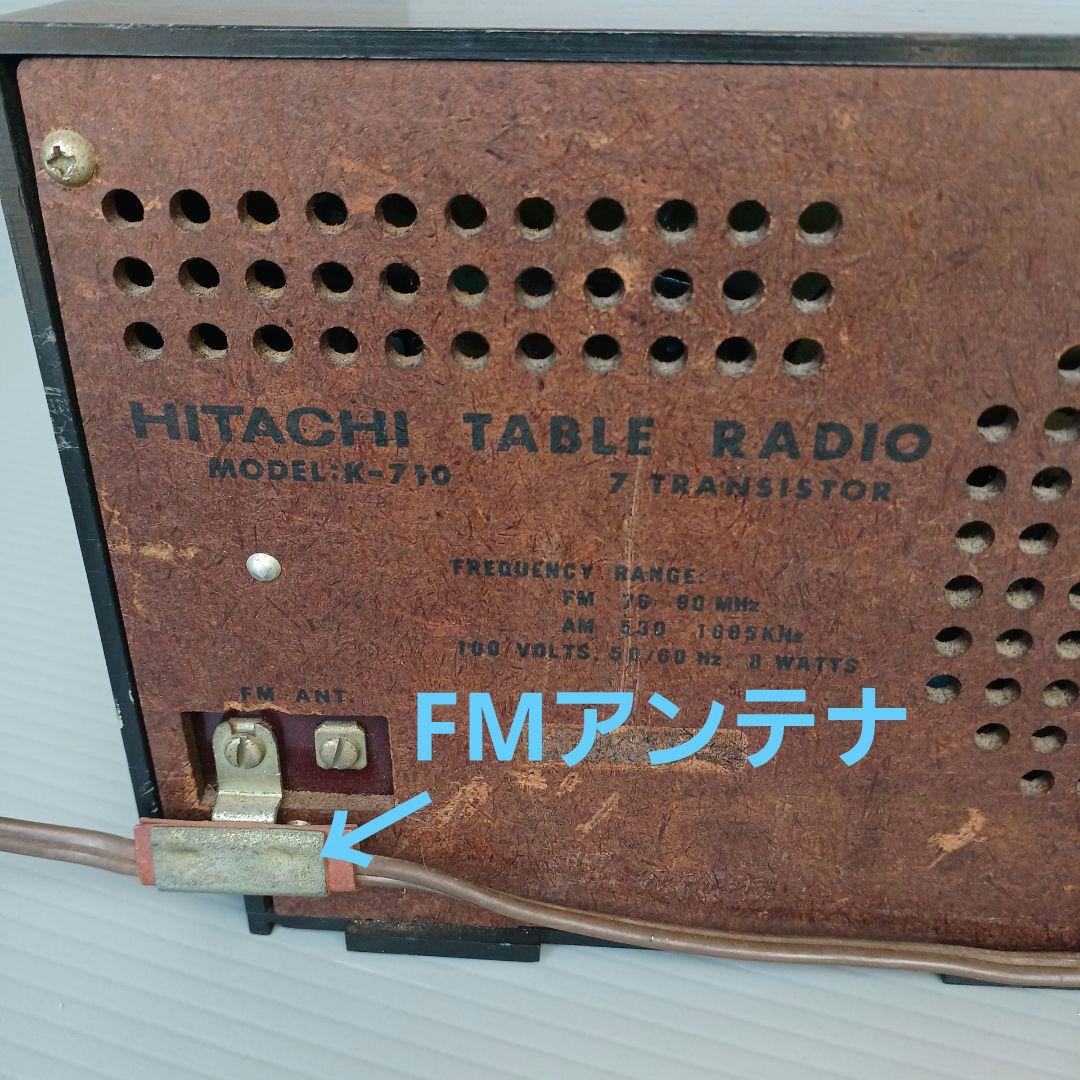 HITACHI TABLE RADIO
MODEL:K-710 7 TRANSISTOR
FREQUENCY RANGE:
FM 76 90 MHz
AM 530 1605KHz
100 VOLTS, 50/60 Hz 8 WATTS
FM ANT.
FMアンテナ